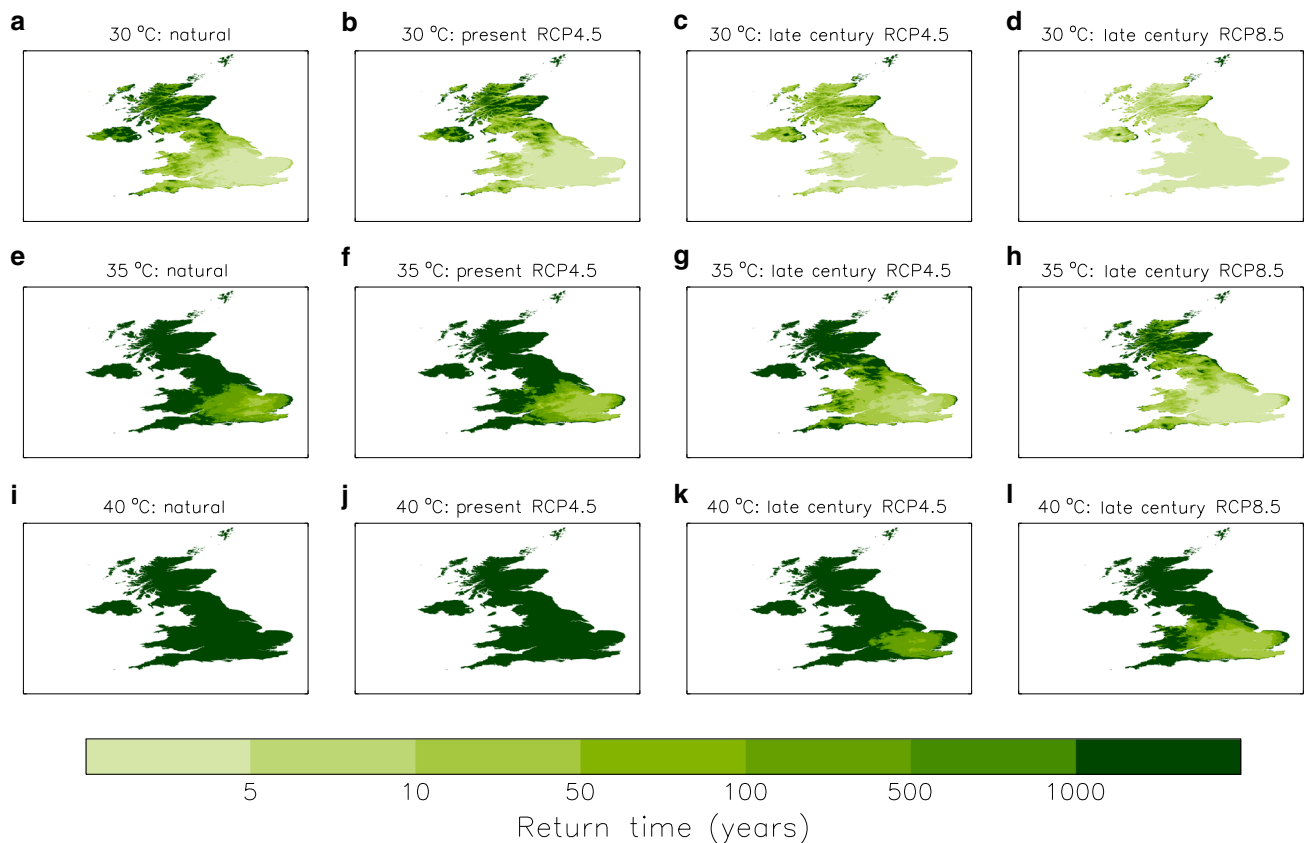 a
30 °C: natural
b
30 °C: present RCP4.5
c
30 °C: late century RCP4.5
d
30 °C: late century RCP8.5
e
35 °C: natural
f
35 °C: present RCP4.5
g
35 °C: late century RCP4.5
h
35 °C: late century RCP8.5
i
40 °C: natural
j
40 °C: present RCP4.5
k
40 °C: late century RCP4.5
l
40 °C: late century RCP8.5
5 10 50 100 500 1000
Return time (years)